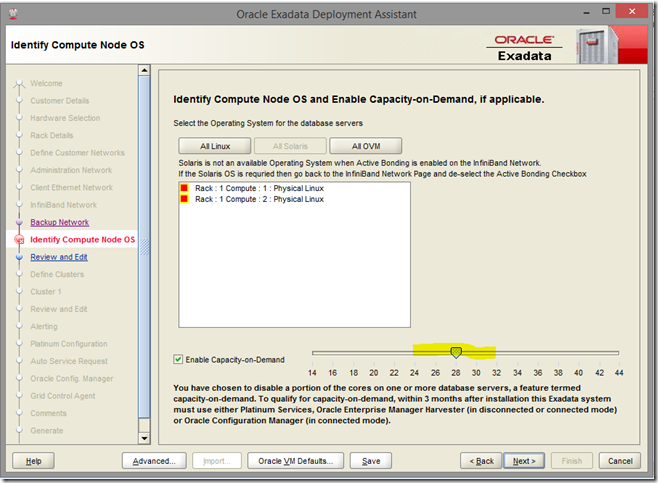 Oracle Exadata Deployment Assistant
Identify Compute Node OS
ORACLE
Exadata
Welcome
Customer Details
Hardware Selection
Rack Details
Define Customer Networks
Administration Network
Client Ethernet Network
InfiniBand Network
Backup Network
Identify Compute Node OS
Review and Edit
Define Clusters
Cluster 1
Review and Edit
Alerting
Platinum Configuration
Auto Service Request
Oracle Config. Manager
Grid Control Agent
Comments
Generate
Identify Compute Node OS and Enable Capacity-on-Demand, if applicable.
Select the Operating System for the database servers
All Linux All Solaris All OVM
Solaris is not an available Operating System when Active Bonding is enabled on the InfiniBand Network.
If the Solaris OS is requried then go back to the InfiniBand Network Page and de-select the Active Bonding Checkbox
Rack : 1 Compute : 1 : Physical Linux
Rack : 1 Compute : 2 : Physical Linux
Enable Capacity-on-Demand
14 16 18 20 22 24 26 28 30 32 34 36 38 40 42 44
You have chosen to disable a portion of the cores on one or more database servers, a feature termed
capacity-on-demand. To qualify for capacity-on-demand, within 3 months after installation this Exadata system
must use either Platinum Services, Oracle Enterprise Manager Harvester (in disconnected or connected mode)
or Oracle Configuration Manager (in connected mode).
Help Advanced... Import... Oracle VM Defaults... Save < Back Next > Finish Cancel